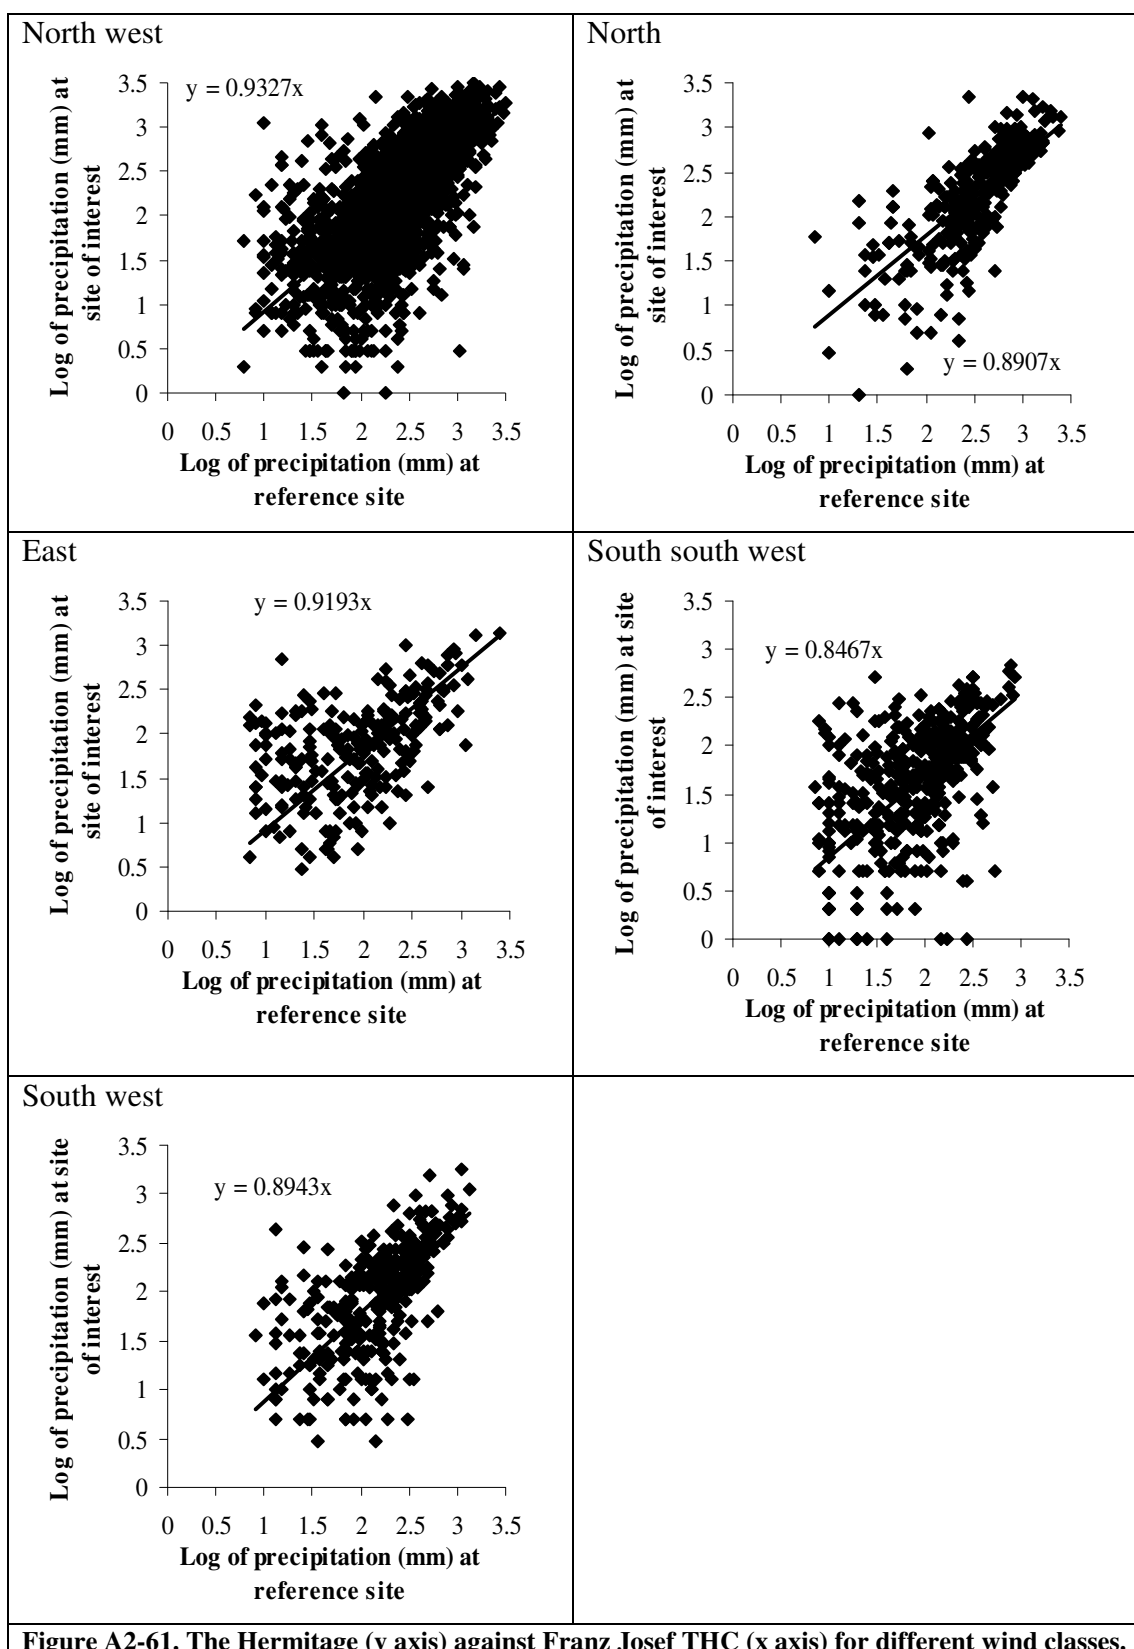 North west
y = 0.9327x
Log of precipitation (mm) at
site of interest
3.5
3
2.5
2
1.5
1
0.5
0
0 0.5 1 1.5 2 2.5 3 3.5
Log of precipitation (mm) at
reference site
North
Log of precipitation (mm) at
site of interest
3.5
3
2.5
2
1.5
1
0.5
0
y = 0.8907x
0 0.5 1 1.5 2 2.5 3 3.5
Log of precipitation (mm) at
reference site
East
y = 0.9193x
Log of precipitation (mm) at
site of interest
3.5
3
2.5
2
1.5
1
0.5
0
0 0.5 1 1.5 2 2.5 3 3.5
Log of precipitation (mm) at
reference site
South south west
y = 0.8467x
Log of precipitation (mm) at site
of interest
3.5
3
2.5
2
1.5
1
0.5
0
0 0.5 1 1.5 2 2.5 3 3.5
Log of precipitation (mm) at
reference site
South west
y = 0.8943x
Log of precipitation (mm) at site
of interest
3.5
3
2.5
2
1.5
1
0.5
0
0 0.5 1 1.5 2 2.5 3 3.5
Log of precipitation (mm) at
reference site
Figure A2-61. The Hermitage (y axis) against Franz Josef THC (x axis) for different wind classes.